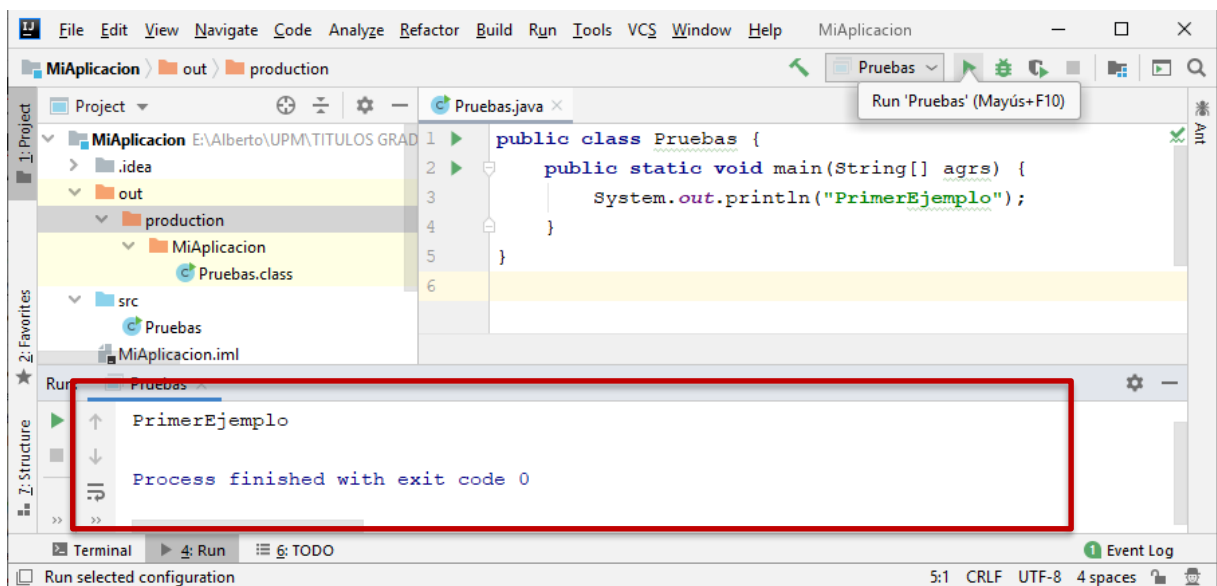 File Edit View Navigate Code Analyze Refactor Build Run Tools VCS Window Help MiAplicacion
MiAplicacion out production Pruebas
Run 'Pruebas' (Mayús+F10)
1: Project
Project
Pruebas.java
Ant
MiAplicacion E:\Alberto\UPM\TITULOS GRAD
.idea
out
production
MiAplicacion
Pruebas.class
src
Pruebas
MiAplicacion.iml
1 public class Pruebas {
2 public static void main(String[] agrs) {
3 System.out.println("PrimerEjemplo");
4 }
5 }
6
2: Favorites
Run: Pruebas
7: Structure
PrimerEjemplo
Process finished with exit code 0
Terminal 4: Run 6: TODO 1 Event Log
Run selected configuration 5:1 CRLF UTF-8 4 spaces